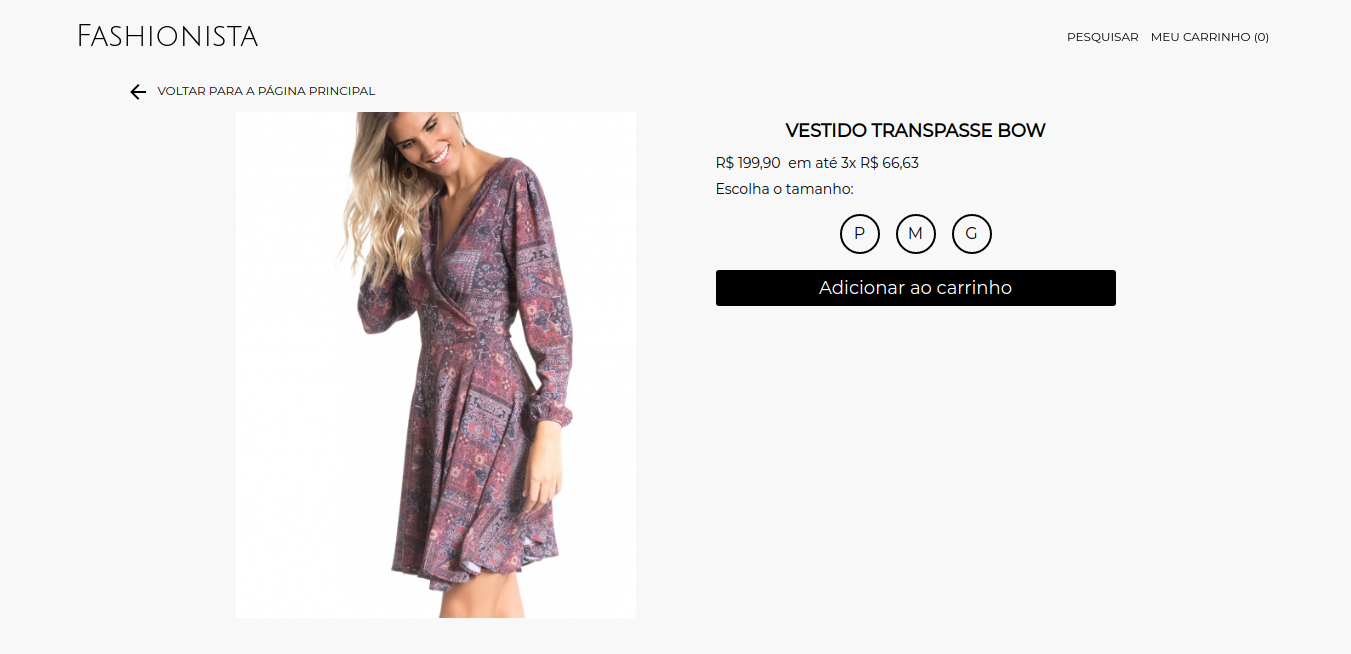 FASHIONISTA
PESQUISAR MEU CARRINHO (0)
VOLTAR PARA A PÁGINA PRINCIPAL
VESTIDO TRANSPASSE BOW
R$ 199,90 em até 3x R$ 66,63
Escolha o tamanho:
P M G
Adicionar ao carrinho